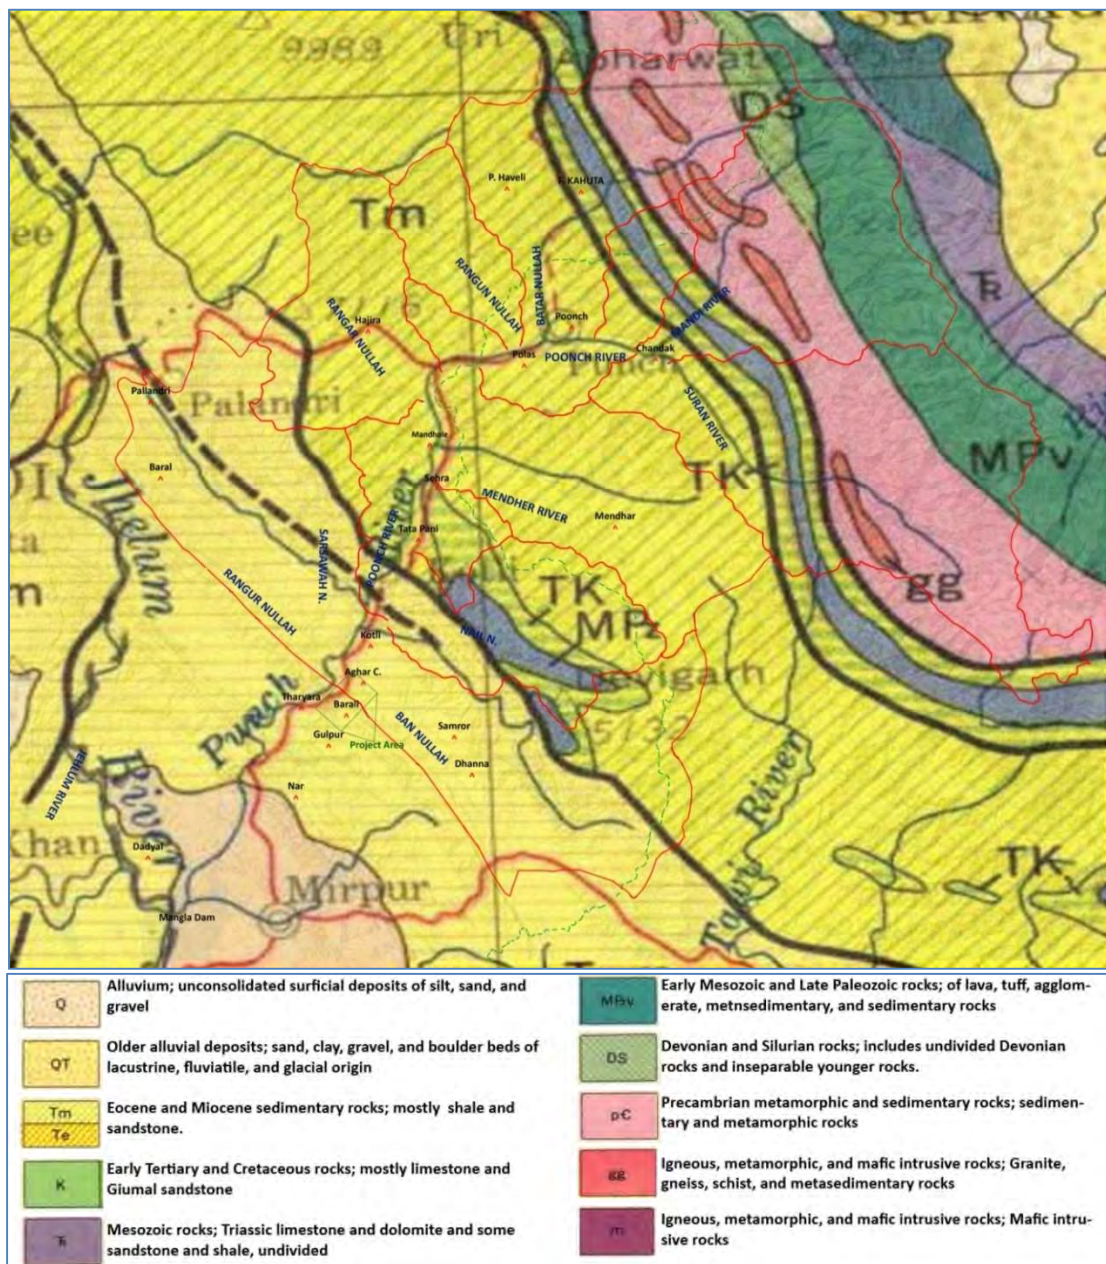 9989
Uri
Apharwat
DS
P. Haveli
F. KAHUTA
Tm
RANGUN NULLAH
BATAR NULLAH
RANGAR NULLAH
Hajira
Poonch
MANDI RIVER
TR
Polas
POONCH RIVER
Punch
Chandak
Pallandri
Palandri
SURAN RIVER
Mandhole
Baral
Sehra
MENDHER RIVER
Mendhar
TK
MPv
Jhelum
River
Tata Pani
POONCH RIVER
SARSAWAH N.
RANGUR NULLAH
gg
TK
MPz
Kotli
NAIL N.
Aghar C.
Punch
Tharyara
Barali
Gulpur
Project Area
BAN NULLAH
Samror
Dhanna
Nar
JEHLUM RIVER
River
Tawi River
Khan
Dadyal
Mirpur
TK
Mangla Dam
Q
Alluvium; unconsolidated surficial deposits of silt, sand, and
gravel
QT
Older alluvial deposits; sand, clay, gravel, and boulder beds of
lacustrine, fluviatile, and glacial origin
Tm
Te
Eocene and Miocene sedimentary rocks; mostly shale and
sandstone.
K
Early Tertiary and Cretaceous rocks; mostly limestone and
Giumal sandstone
Ŧ
Mesozoic rocks; Triassic limestone and dolomite and some
sandstone and shale, undivided
MPzv
Early Mesozoic and Late Paleozoic rocks; of lava, tuff, agglom-
erate, metnsedimentary, and sedimentary rocks
DS
Devonian and Silurian rocks; includes undivided Devonian
rocks and inseparable younger rocks.
p€
Precambrian metamorphic and sedimentary rocks; sedimen-
tary and metamorphic rocks
gg
Igneous, metamorphic, and mafic intrusive rocks; Granite,
gneiss, schist, and metasedimentary rocks
m
Igneous, metamorphic, and mafic intrusive rocks; Mafic intru-
sive rocks